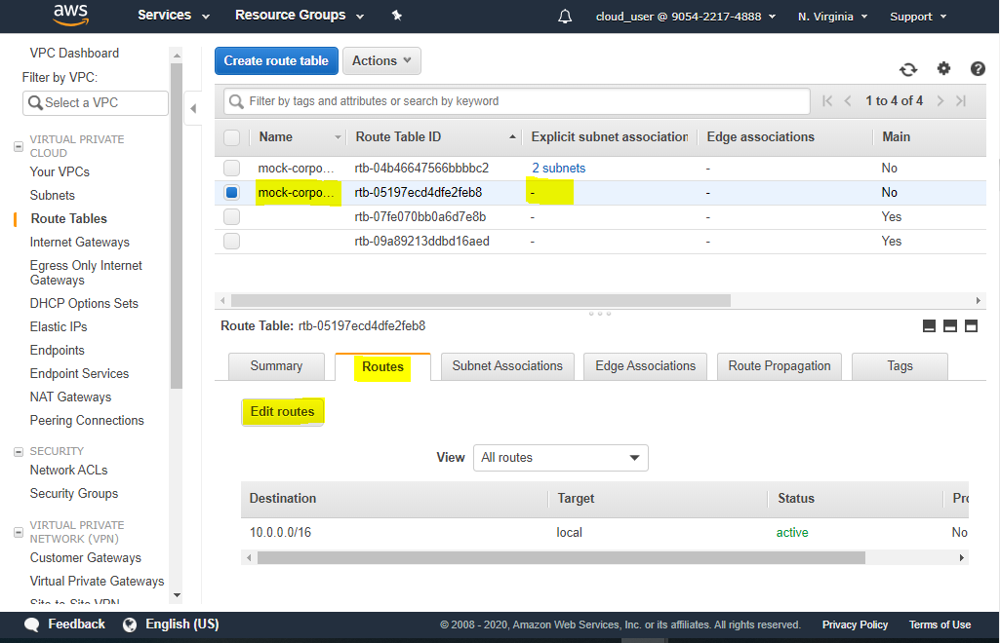 aws
Services
Resource Groups
cloud_user @ 9054-2217-4888
N. Virginia
Support
VPC Dashboard
Filter by VPC:
Select a VPC
VIRTUAL PRIVATE
CLOUD
Your VPCs
Subnets
Route Tables
Internet Gateways
Egress Only Internet
Gateways
DHCP Options Sets
Elastic IPs
Endpoints
Endpoint Services
NAT Gateways
Peering Connections
SECURITY
Network ACLs
Security Groups
VIRTUAL PRIVATE
NETWORK (VPN)
Customer Gateways
Virtual Private Gateways
Site-to-Site VPN
Create route table
Actions
Filter by tags and attributes or search by keyword
1 to 4 of 4
Name Route Table ID Explicit subnet association Edge associations Main
mock-corpo... rtb-04b46647566bbbbc2 2 subnets - No
mock-corpo... rtb-05197ecd4dfe2feb8 - - No
rtb-07fe070bb0a6d7e8b - - Yes
rtb-09a89213ddbd16aed - - Yes
Route Table: rtb-05197ecd4dfe2feb8
Summary Routes Subnet Associations Edge Associations Route Propagation Tags
Edit routes
View All routes
Destination Target Status Pro
10.0.0.0/16 local active No
Feedback
English (US)
© 2008 - 2020, Amazon Web Services, Inc. or its affiliates. All rights reserved.
Privacy Policy
Terms of Use